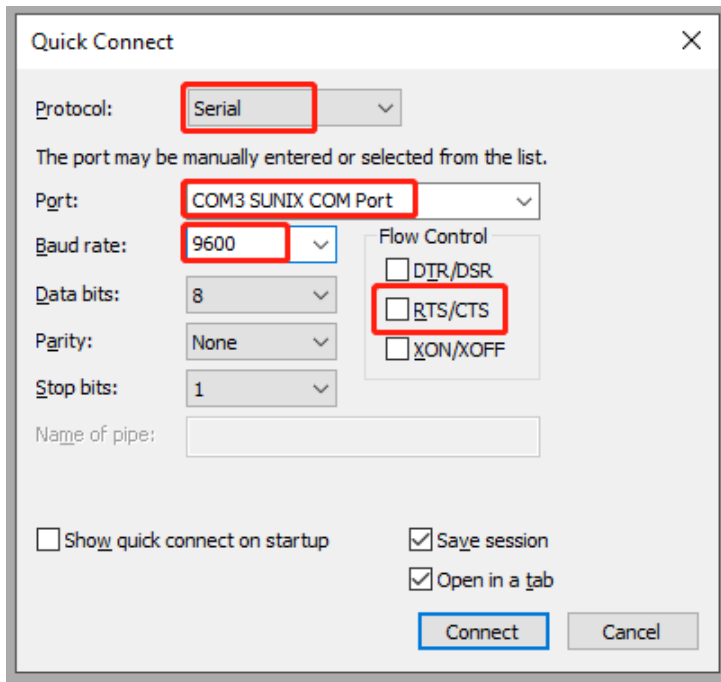 Quick Connect
Protocol: Serial
The port may be manually entered or selected from the list.
Port: COM3 SUNIX COM Port
Baud rate: 9600
Flow Control
DTR/DSR
Data bits: 8
RTS/CTS
Parity: None
XON/XOFF
Stop bits: 1
Name of pipe:
Show quick connect on startup
Save session
Open in a tab
Connect
Cancel